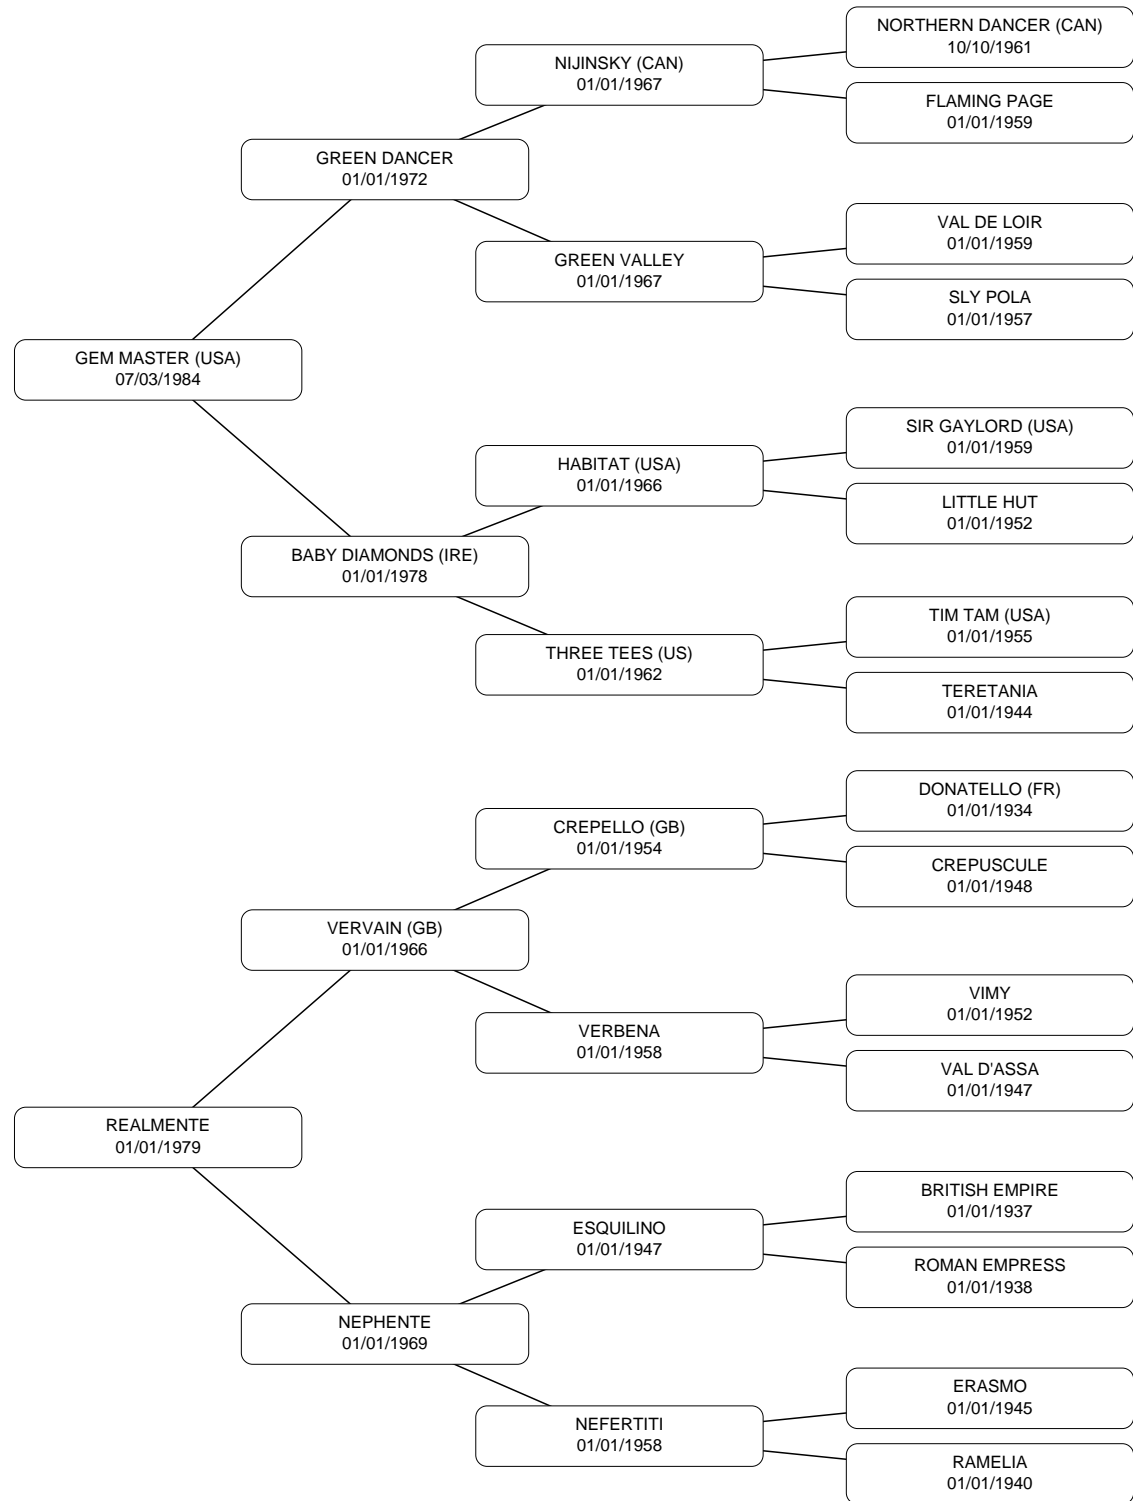 NORTHERN DANCER (CAN)
10/10/1961
NIJINSKY (CAN)
01/01/1967
FLAMING PAGE
01/01/1959
GREEN DANCER
01/01/1972
VAL DE LOIR
01/01/1959
GREEN VALLEY
01/01/1967
SLY POLA
01/01/1957
GEM MASTER (USA)
07/03/1984
SIR GAYLORD (USA)
01/01/1959
HABITAT (USA)
01/01/1966
LITTLE HUT
01/01/1952
BABY DIAMONDS (IRE)
01/01/1978
TIM TAM (USA)
01/01/1955
THREE TEES (US)
01/01/1962
TERETANIA
01/01/1944
DONATELLO (FR)
01/01/1934
CREPELLO (GB)
01/01/1954
CREPUSCULE
01/01/1948
VERVAIN (GB)
01/01/1966
VIMY
01/01/1952
VERBENA
01/01/1958
VAL D'ASSA
01/01/1947
REALMENTE
01/01/1979
BRITISH EMPIRE
01/01/1937
ESQUILINO
01/01/1947
ROMAN EMPRESS
01/01/1938
NEPHENTE
01/01/1969
ERASMO
01/01/1945
NEFERTITI
01/01/1958
RAMELIA
01/01/1940